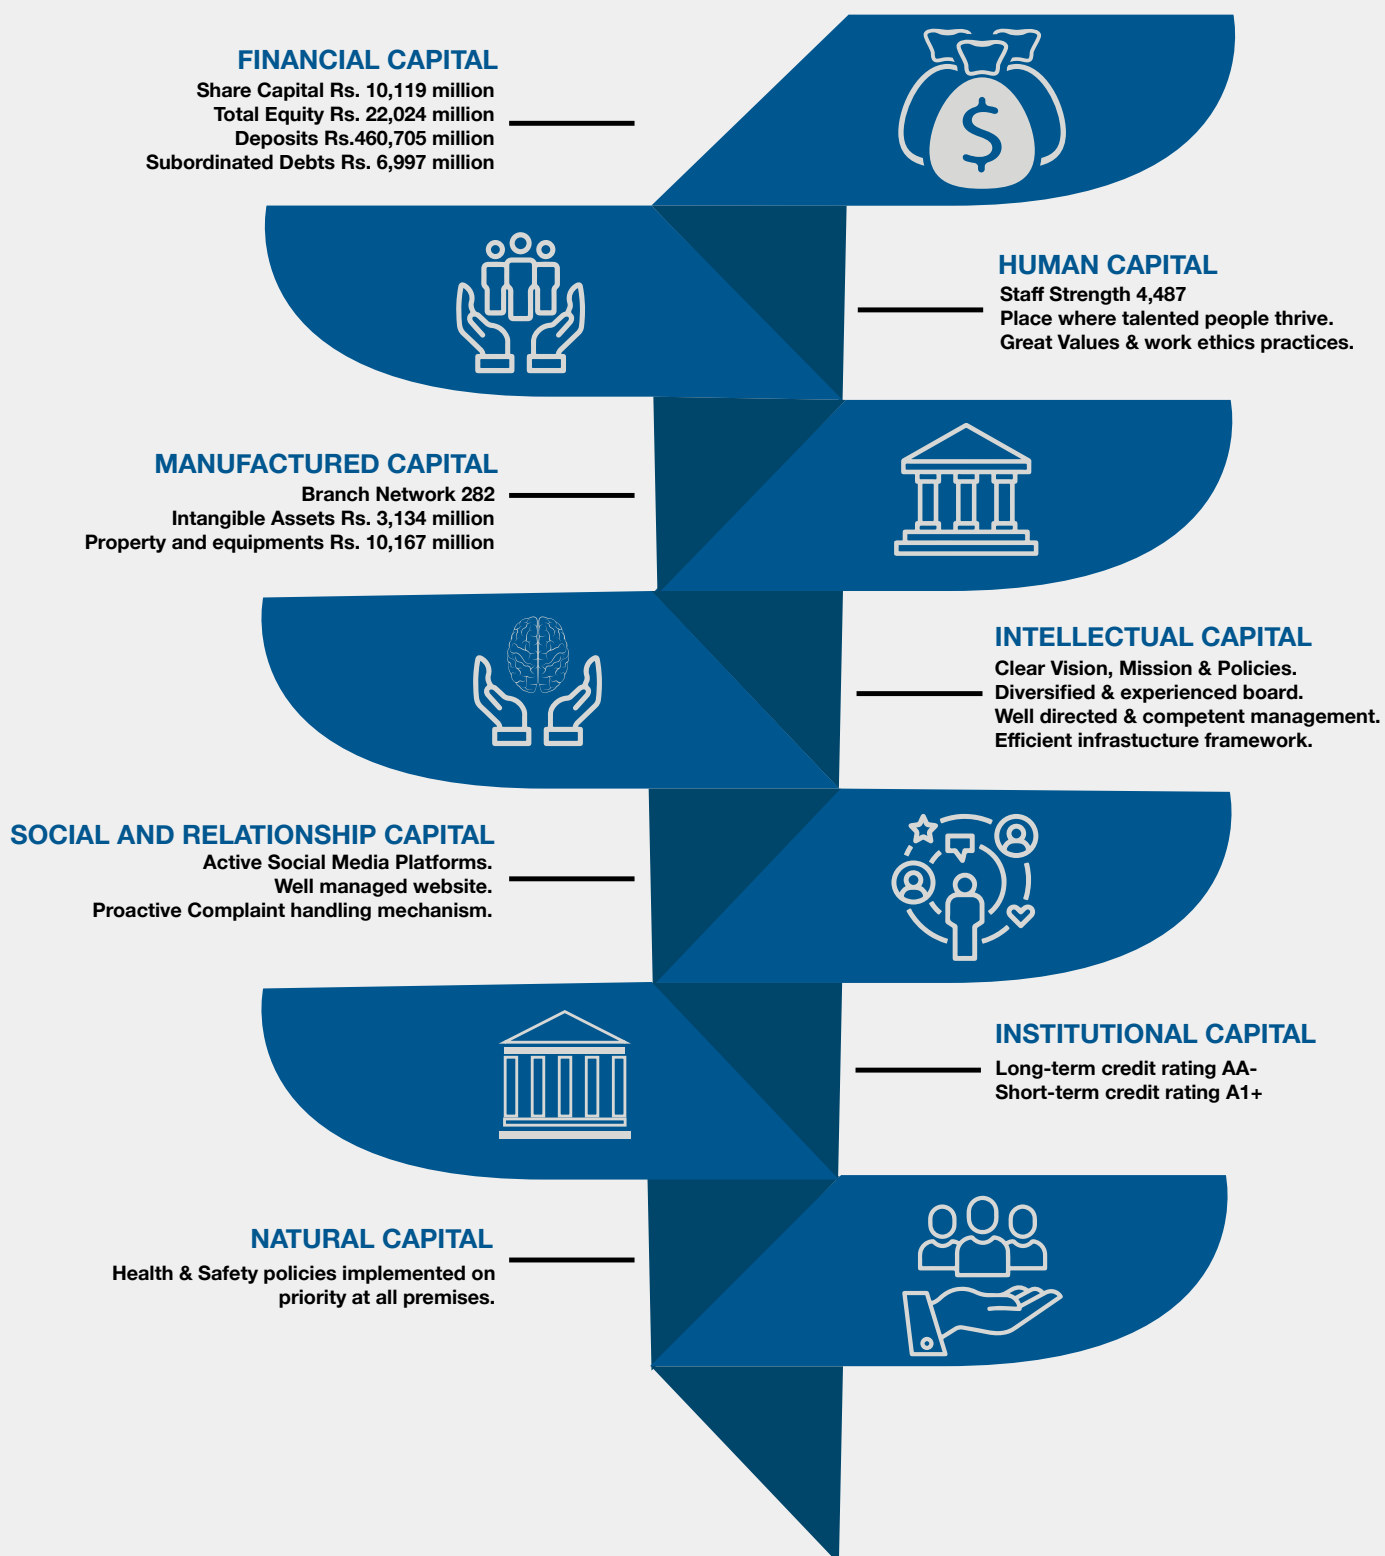 FINANCIAL CAPITAL
Share Capital Rs. 10,119 million
Total Equity Rs. 22,024 million
Deposits Rs.460,705 million
Subordinated Debts Rs. 6,997 million
$
HUMAN CAPITAL
Staff Strength 4,487
Place where talented people thrive.
Great Values & work ethics practices.
MANUFACTURED CAPITAL
Branch Network 282
Intangible Assets Rs. 3,134 million
Property and equipments Rs. 10,167 million
INTELLECTUAL CAPITAL
Clear Vision, Mission & Policies.
Diversified & experienced board.
Well directed & competent management.
Efficient infrastucture framework.
SOCIAL AND RELATIONSHIP CAPITAL
Active Social Media Platforms.
Well managed website.
Proactive Complaint handling mechanism.
INSTITUTIONAL CAPITAL
Long-term credit rating AA-
Short-term credit rating A1+
NATURAL CAPITAL
Health & Safety policies implemented on
priority at all premises.